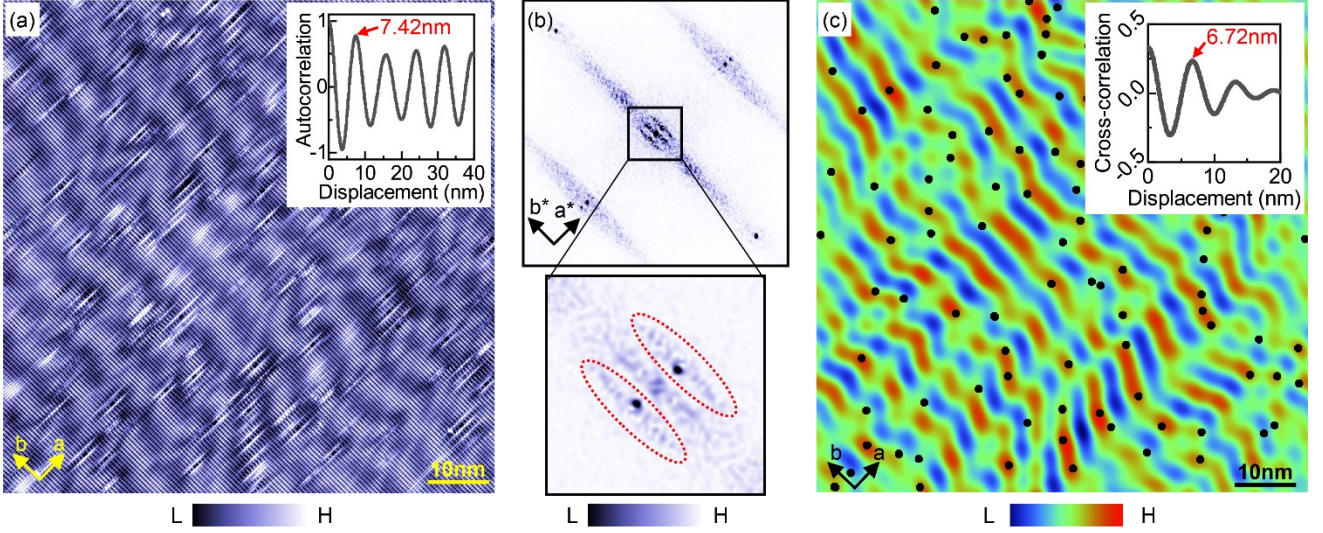 (a)
Autocorrelation
1
0
-1
7.42nm
0 10 20 30 40
Displacement (nm)
b a
10nm
L H
(b)
b* a*
L H
(c)
Cross-correlation
0.5
0.0
-0.5
6.72nm
0 10 20
Displacement (nm)
b a
10nm
L H